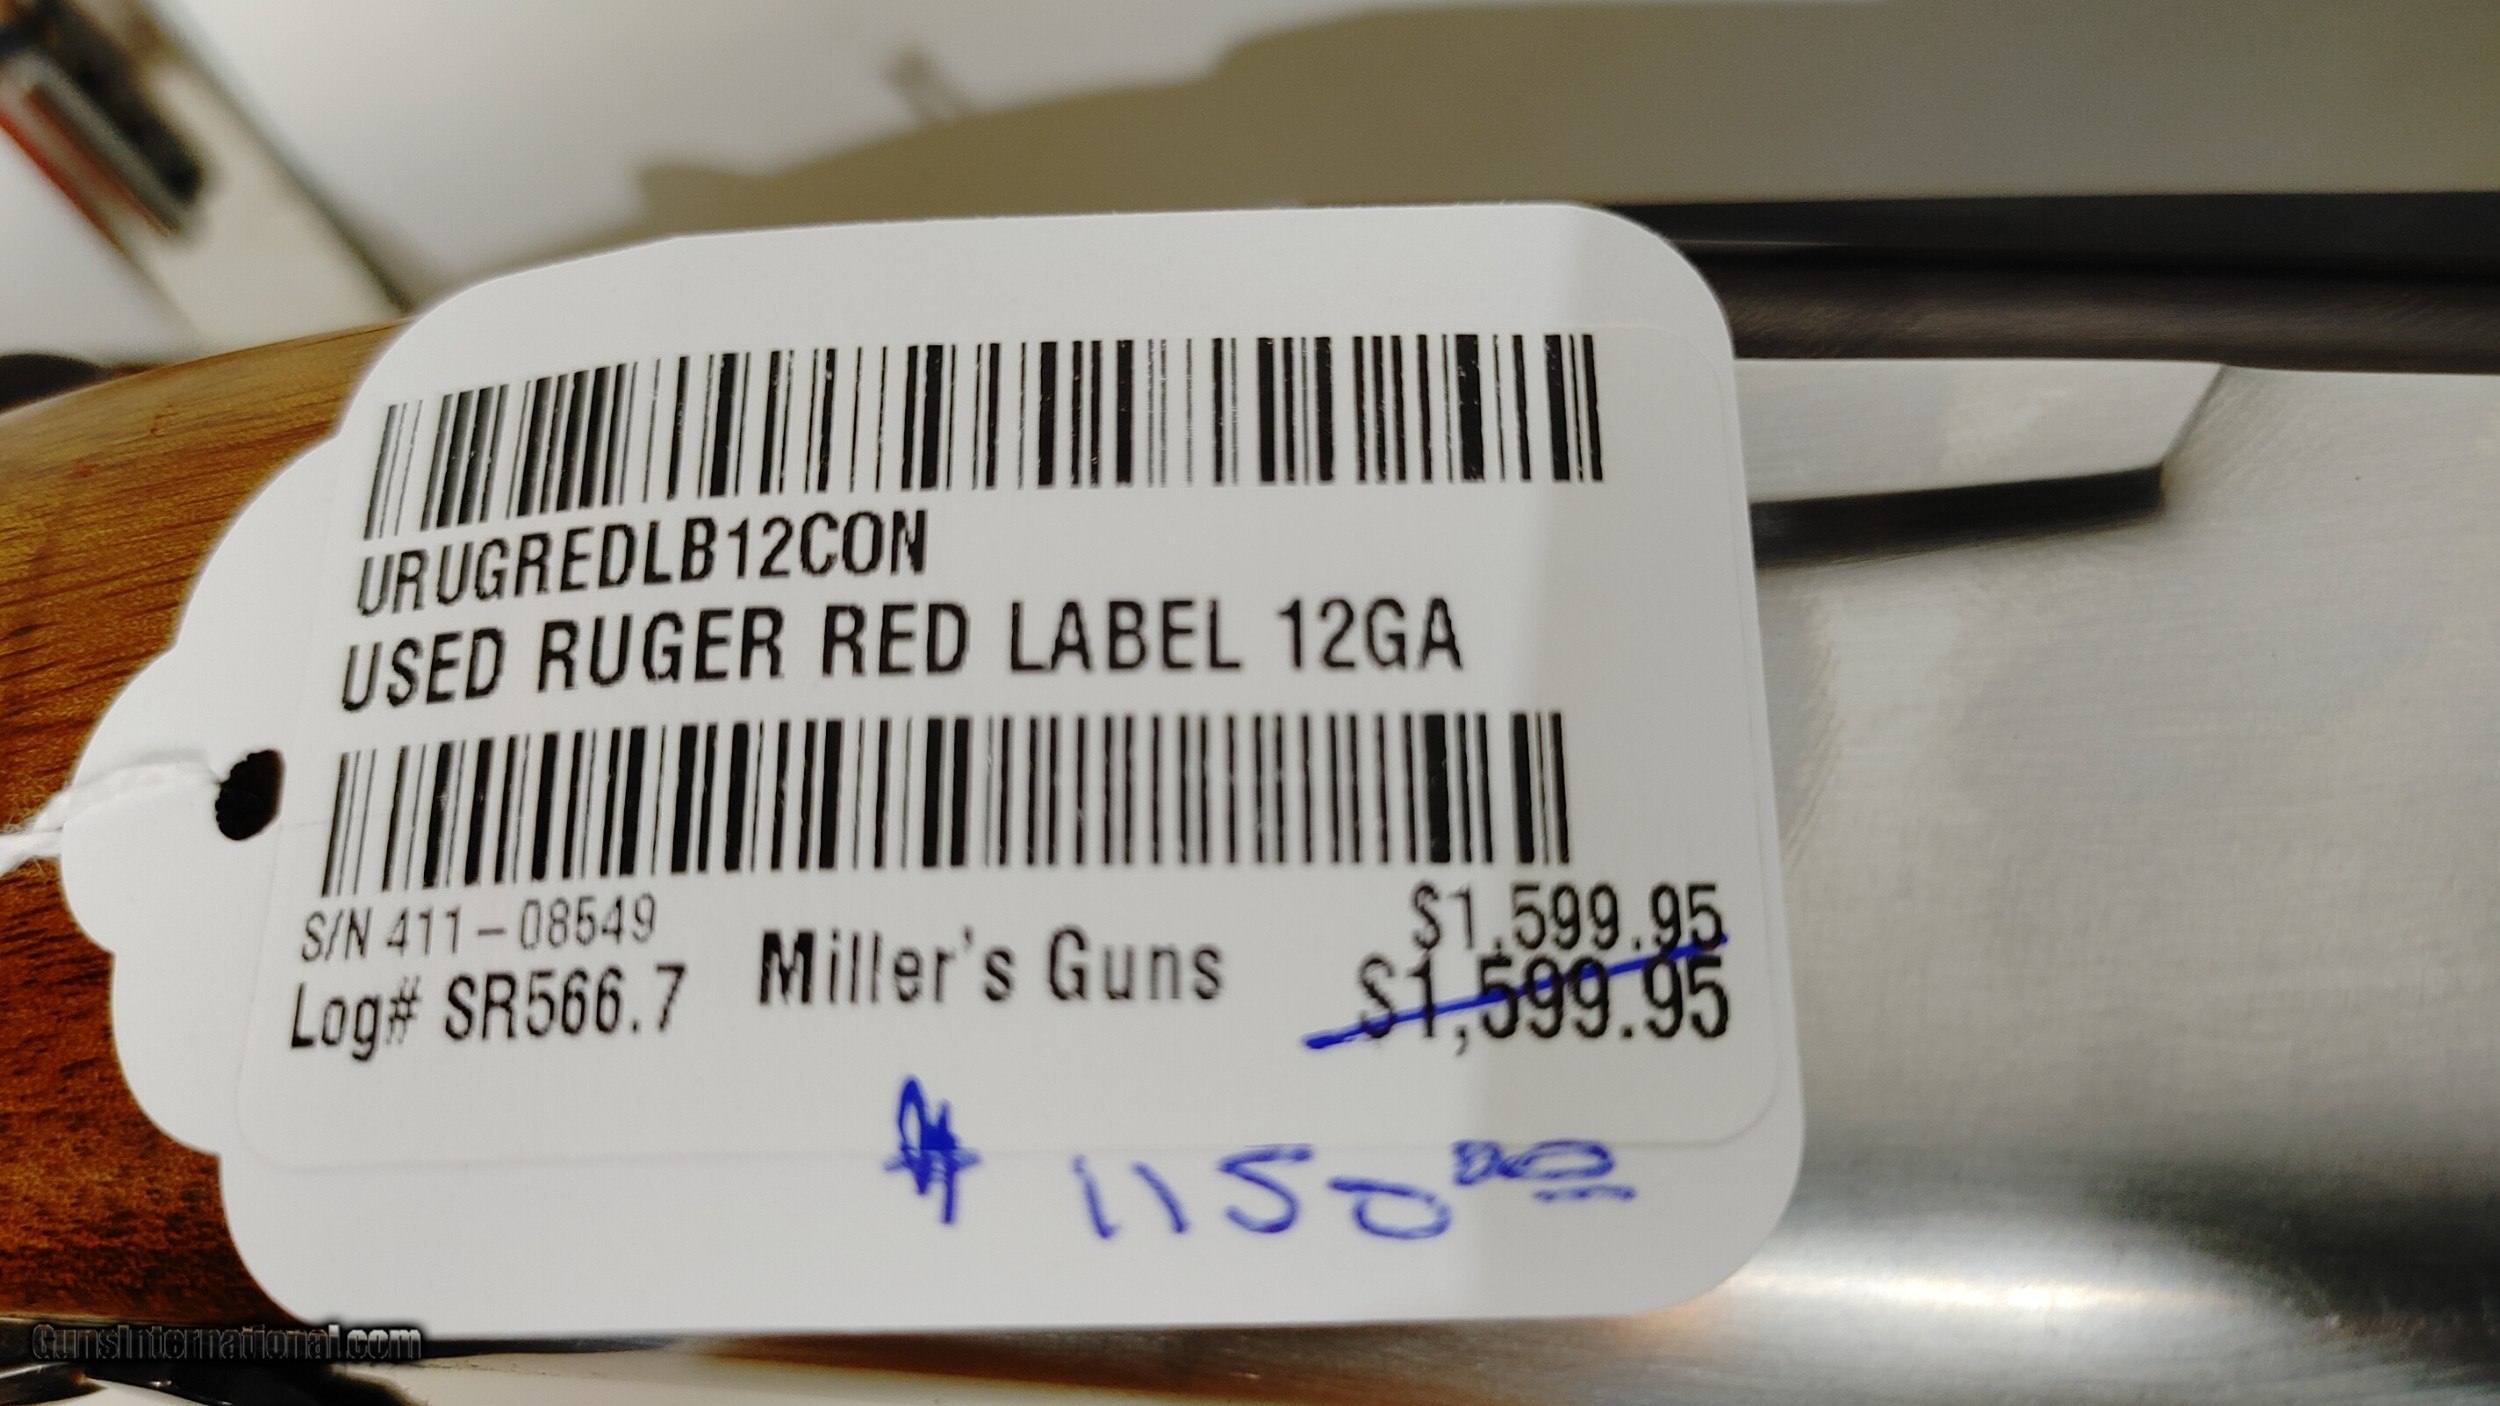 URUGREDLB12CON
USED RUGER RED LABEL 12GA
S/N 411-08549
Log# SR566.7
Miller's Guns
$1,599.95
$1,599.95
$ 1150 00
GunsInternational.com